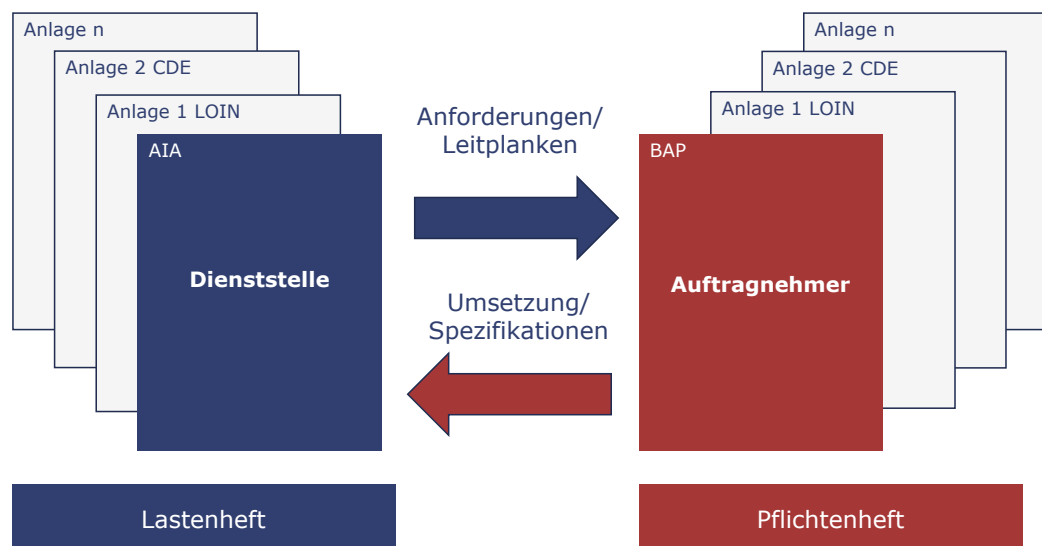 Anlage n
Anlage 2 CDE
Anlage 1 LOIN
AIA
Dienststelle
Anforderungen/
Leitplanken
Umsetzung/
Spezifikationen
Anlage n
Anlage 2 CDE
Anlage 1 LOIN
BAP
Auftragnehmer
Lastenheft
Pflichtenheft